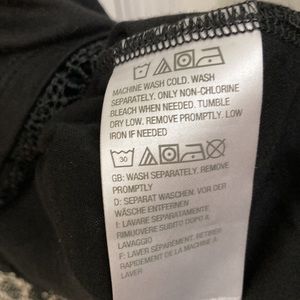 MACHINE WASH COLD. WASH
SEPARATELY. ONLY NON-CHLORINE
BLEACH WHEN NEEDED. TUMBLE
DRY LOW. REMOVE PROMPTLY. LOW
IRON IF NEEDED
30
GB: WASH SEPARATELY. REMOVE
PROMPTLY
D: SEPARAT WASCHEN. VOR DER
WÄSCHE ENTFERNEN
I: LAVARE SEPARATAMENTE.
RIMUOVERE SUBITO DOPO IL
LAVAGGIO
F: LAVER SÉPARÉMENT. RETIRER
RAPIDEMENT DE LA MACHINE À
LAVER